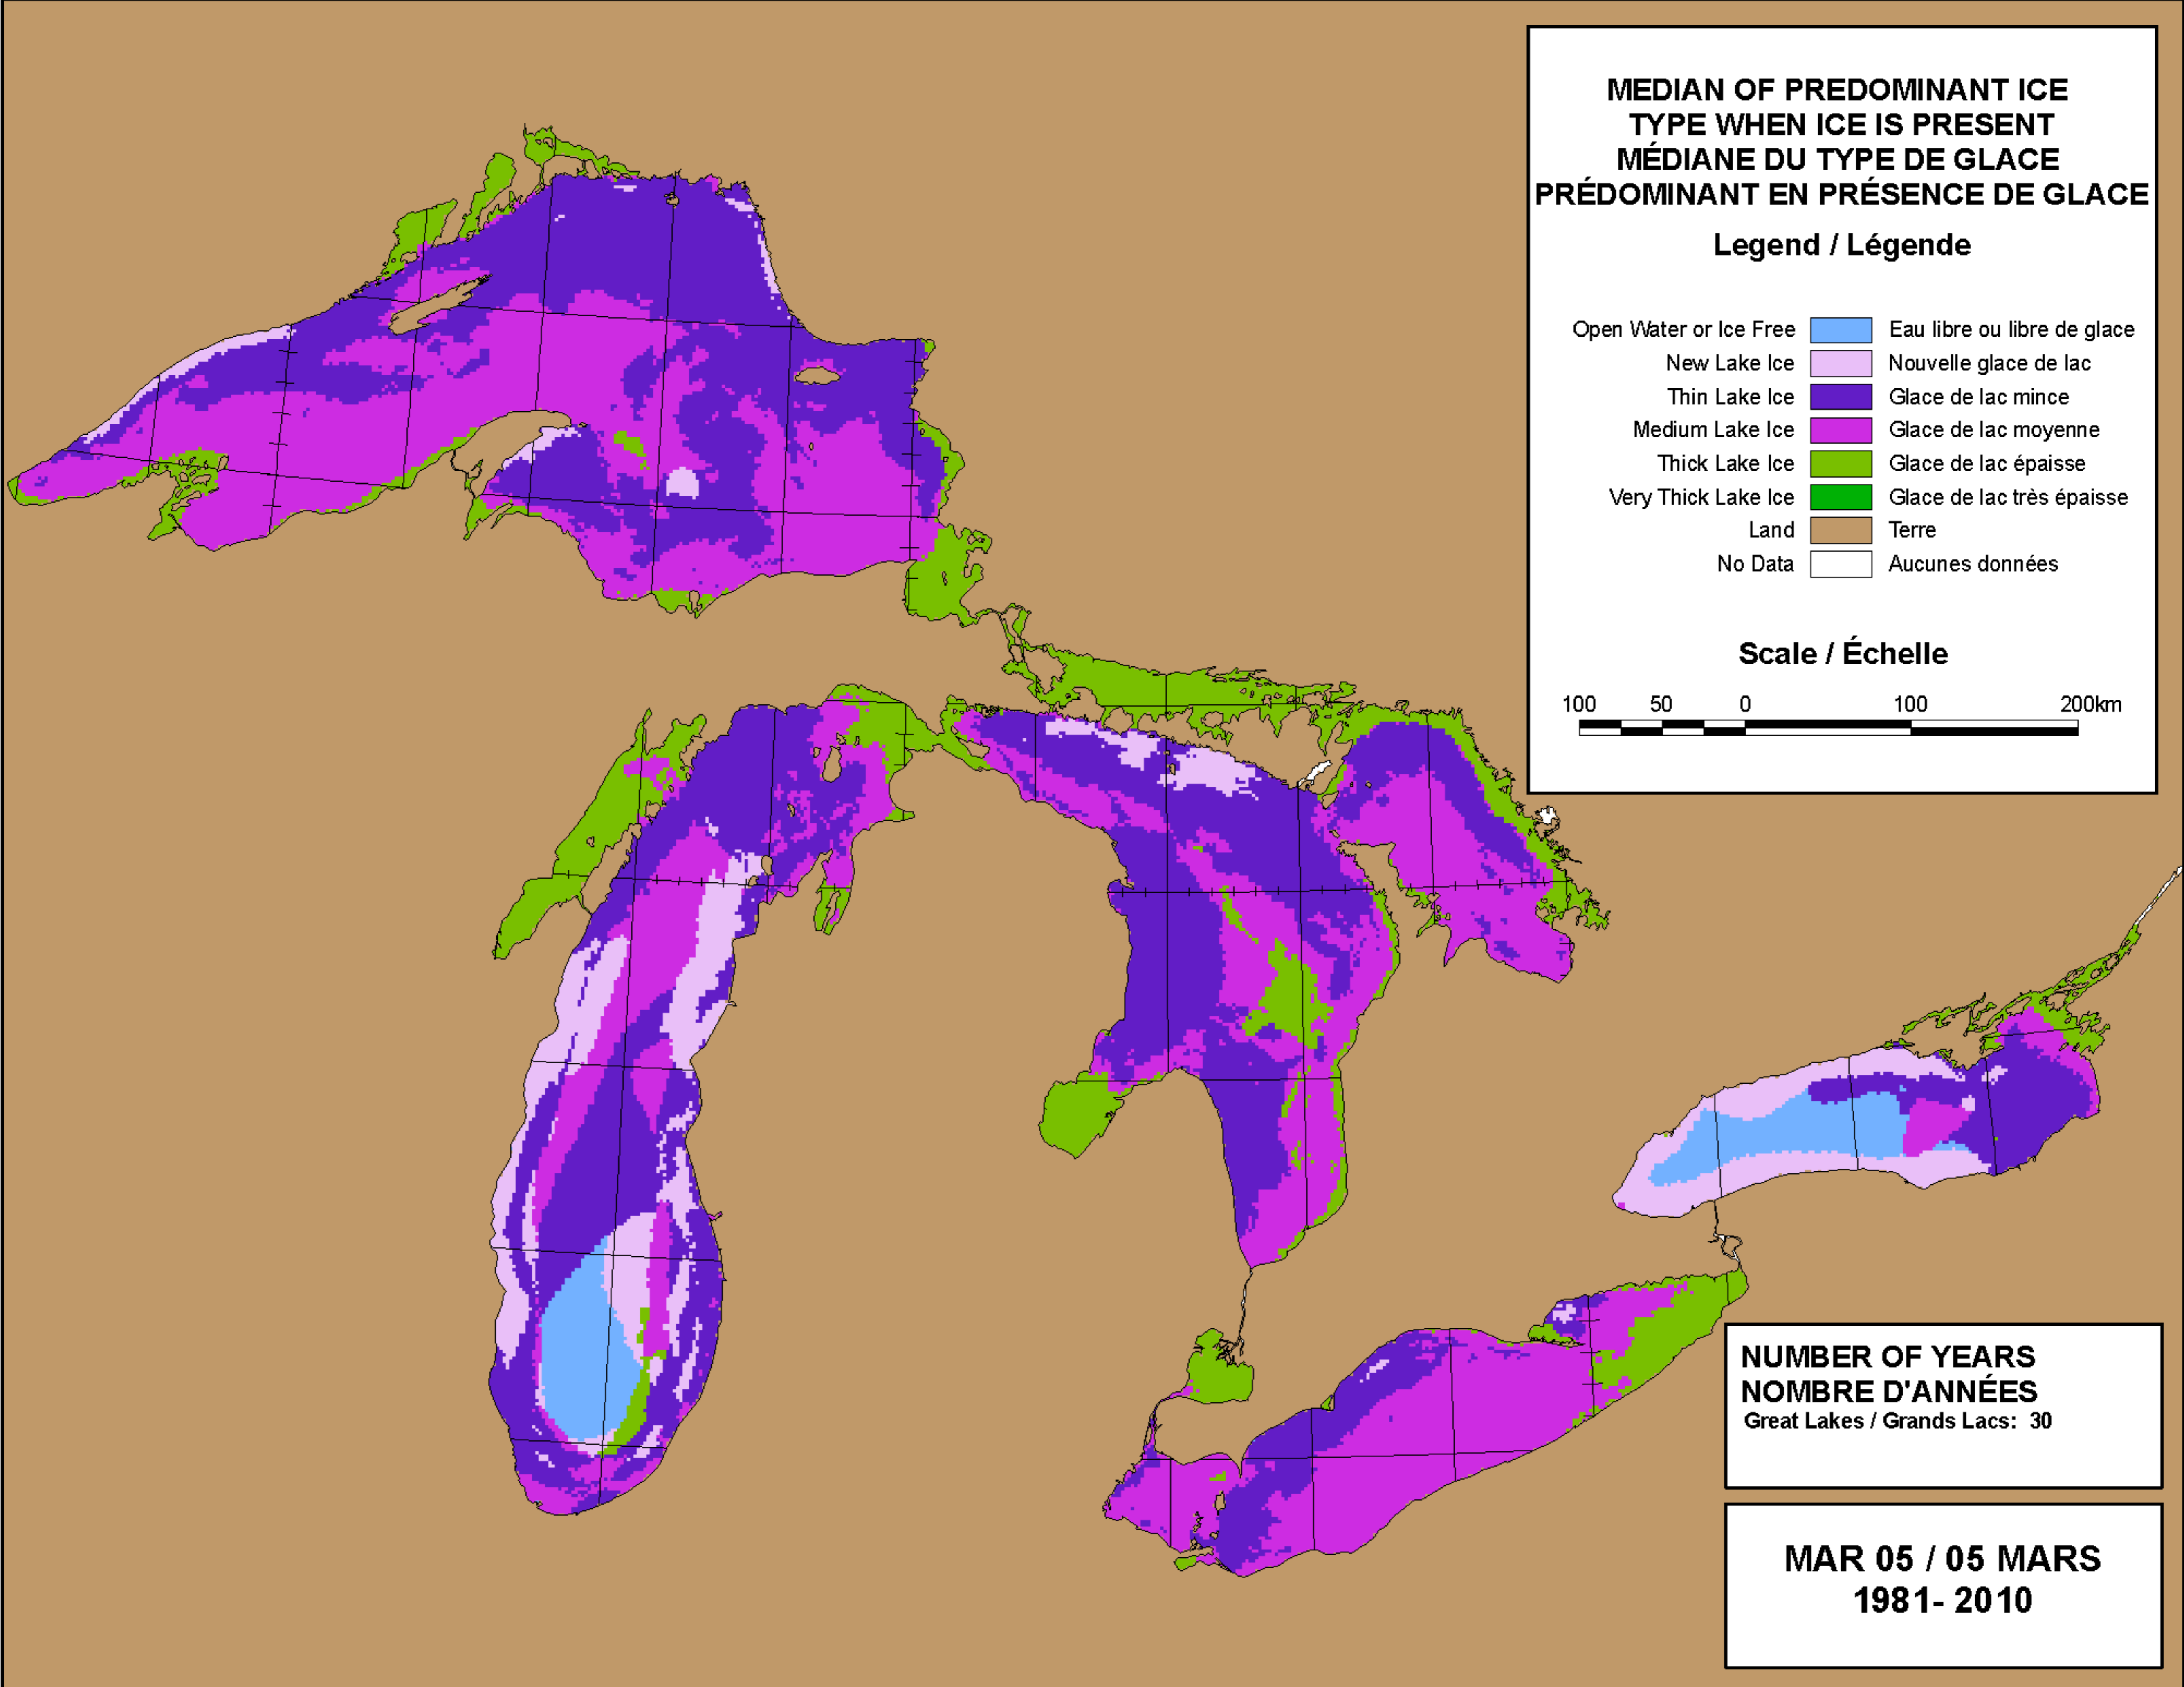 MEDIAN OF PREDOMINANT ICE
TYPE WHEN ICE IS PRESENT
MÉDIANE DU TYPE DE GLACE
PRÉDOMINANT EN PRÉSENCE DE GLACE
Legend / Légende
Open Water or Ice Free Eau libre ou libre de glace
New Lake Ice Nouvelle glace de lac
Thin Lake Ice Glace de lac mince
Medium Lake Ice Glace de lac moyenne
Thick Lake Ice Glace de lac épaisse
Very Thick Lake Ice Glace de lac très épaisse
Land Terre
No Data Aucunes données
Scale / Échelle
100 50 0 100 200km
NUMBER OF YEARS
NOMBRE D'ANNÉES
Great Lakes / Grands Lacs: 30
MAR 05 / 05 MARS
1981- 2010